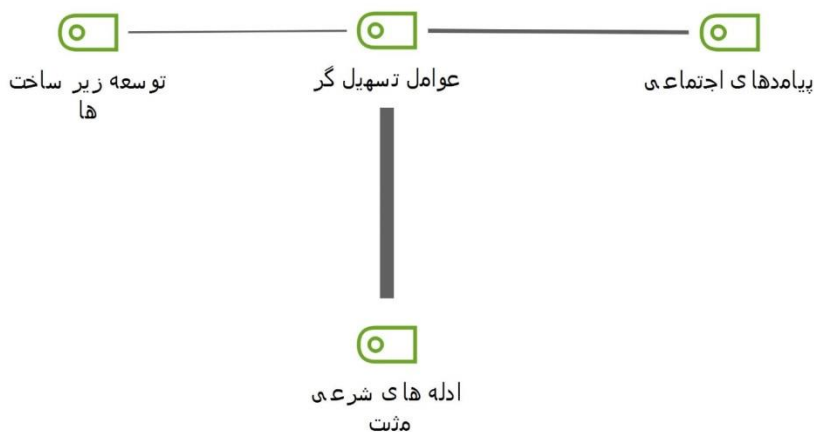 پیامدهای اجتماعی
عوامل تسهیل گر
توسعه زیر ساخت
ها
ادله های شرعی
مثبت